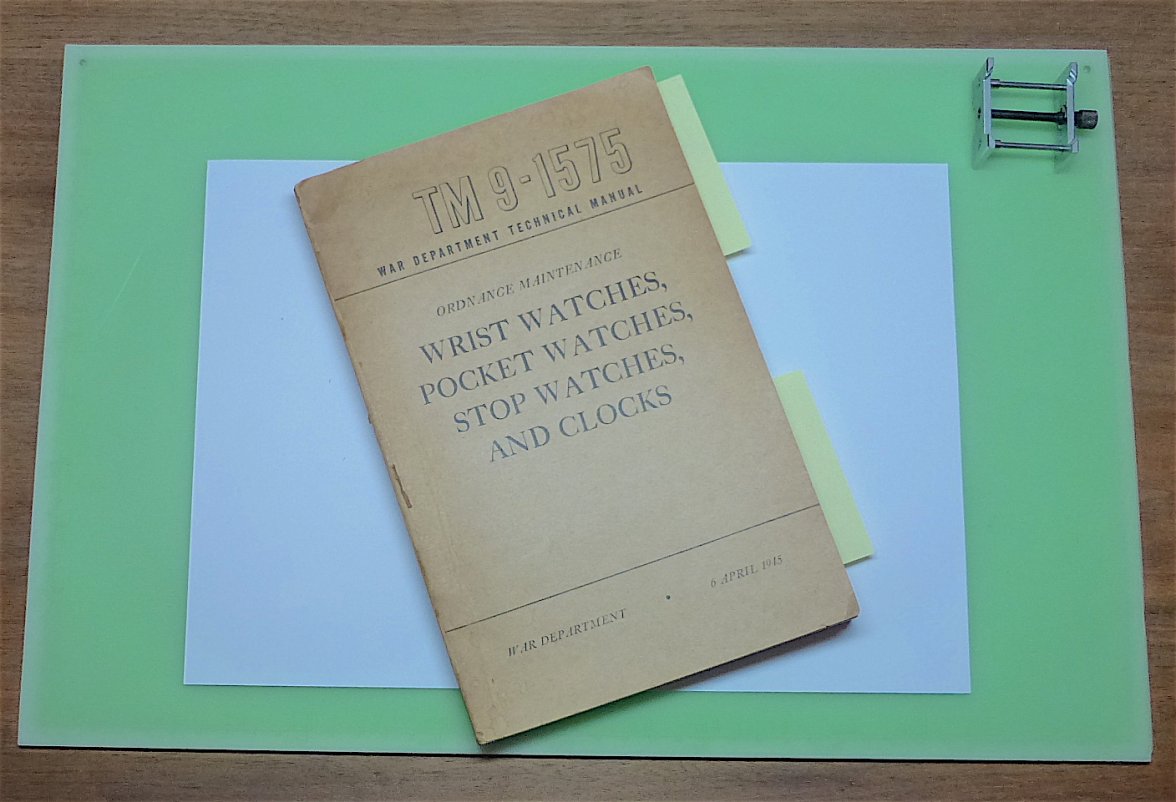 TM 9-1575
WAR DEPARTMENT TECHNICAL MANUAL
ORDNANCE MAINTENANCE
WRIST WATCHES,
POCKET WATCHES,
STOP WATCHES,
AND CLOCKS
WAR DEPARTMENT • 6 APRIL 1945